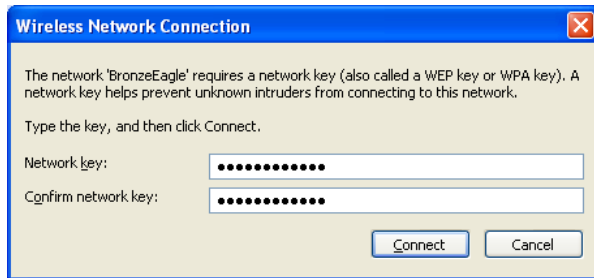 Wireless Network Connection
The network 'BronzeEagle' requires a network key (also called a WEP key or WPA key). A
network key helps prevent unknown intruders from connecting to this network.
Type the key, and then click Connect.
Network key: ●●●●●●●●●●●●
Confirm network key: ●●●●●●●●●●●●
Connect Cancel